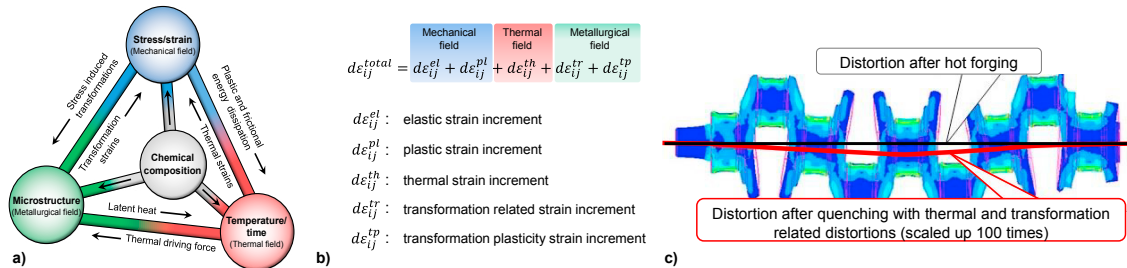 Stress/strain
(Mechanical field)
Stress induced
transformations
Transformation
strains
Plastic and frictional
energy dissipation
Thermal strains
Chemical
composition
Microstructure
(Metallurgical field)
Latent heat
Thermal driving force
Temperature/
time
(Thermal field)
a)
Mechanical field
Thermal field
Metallurgical field
dε_ij^total = dε_ij^el + dε_ij^pl + dε_ij^th + dε_ij^tr + dε_ij^tp
dε_ij^el : elastic strain increment
dε_ij^pl : plastic strain increment
dε_ij^th : thermal strain increment
dε_ij^tr : transformation related strain increment
dε_ij^tp : transformation plasticity strain increment
b)
Distortion after hot forging
Distortion after quenching with thermal and transformation
related distortions (scaled up 100 times)
c)